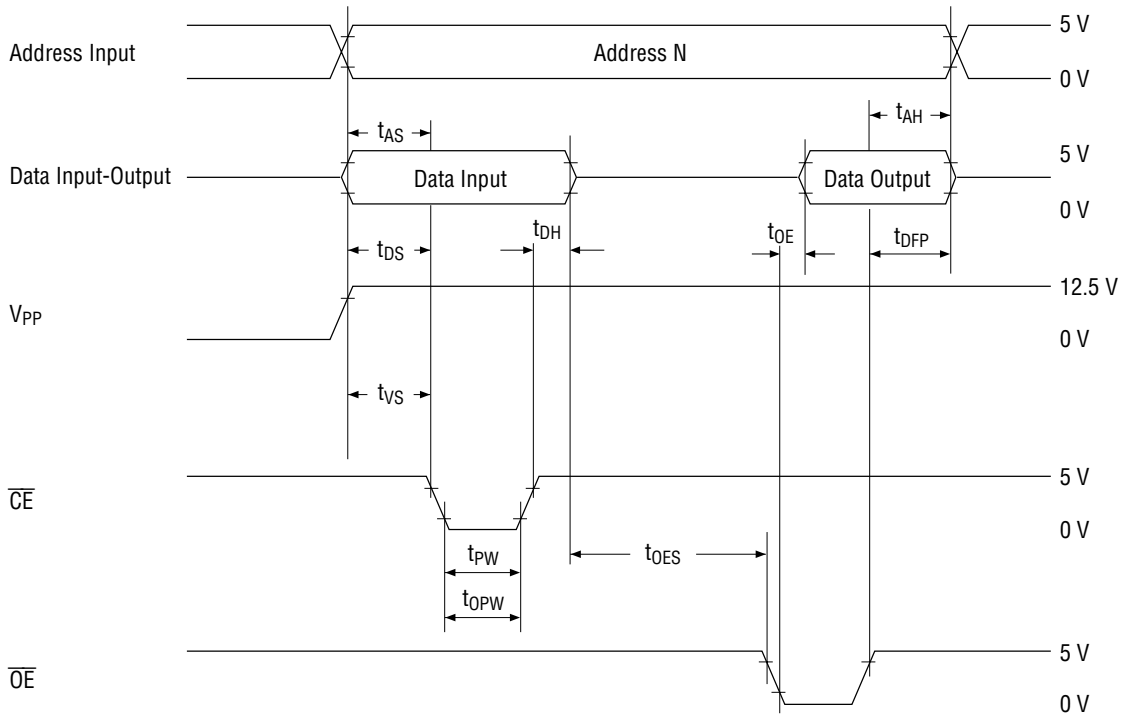 Address Input
Address N
5 V
0 V
tAS
tAH
Data Input-Output
Data Input
Data Output
5 V
0 V
tDS
tDH
tOE
tDFP
VPP
12.5 V
0 V
tVS
CE
5 V
0 V
tPW
tOES
tOPW
OE
5 V
0 V